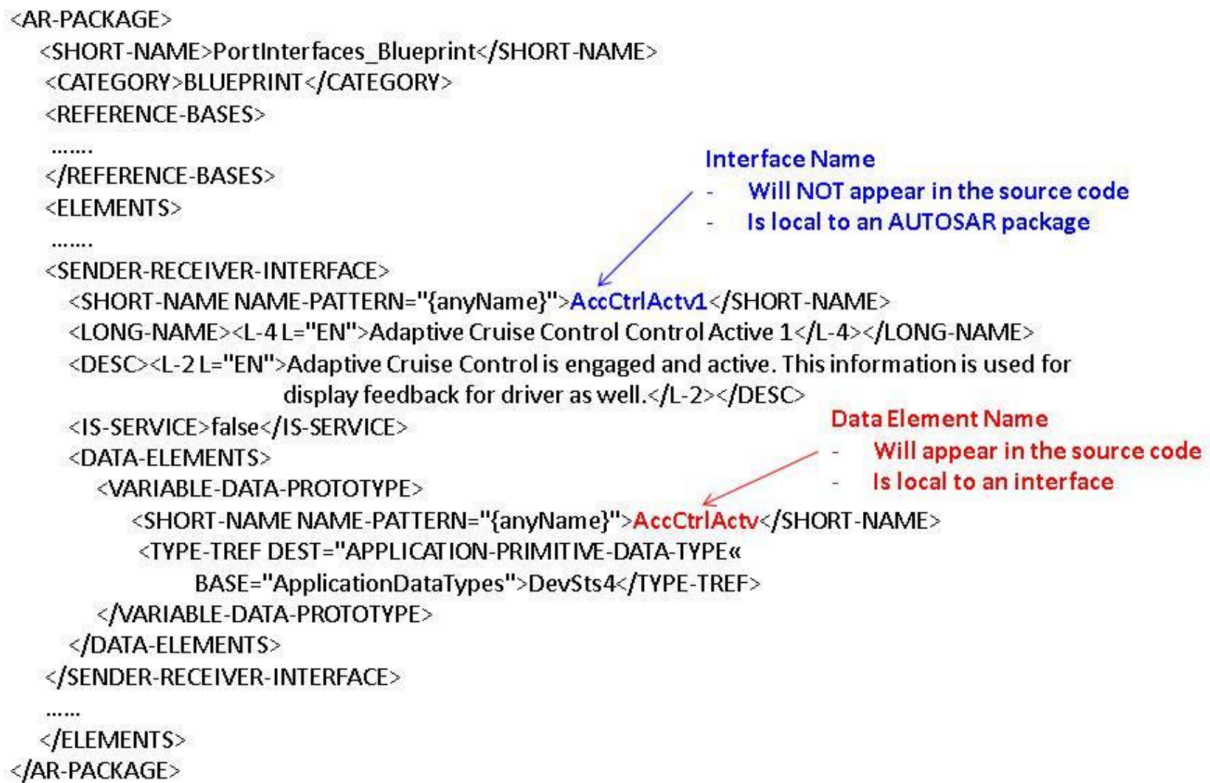 <AR-PACKAGE>
<SHORT-NAME>PortInterfaces_Blueprint</SHORT-NAME>
<CATEGORY>BLUEPRINT</CATEGORY>
<REFERENCE-BASES>
.......
</REFERENCE-BASES>
<ELEMENTS>
.......
Interface Name
- Will NOT appear in the source code
- Is local to an AUTOSAR package
<SENDER-RECEIVER-INTERFACE>
<SHORT-NAME NAME-PATTERN="{anyName}">AccCtrlActv1</SHORT-NAME>
<LONG-NAME><L-4 L="EN">Adaptive Cruise Control Control Active 1</L-4></LONG-NAME>
<DESC><L-2 L="EN">Adaptive Cruise Control is engaged and active. This information is used for
display feedback for driver as well.</L-2></DESC>
<IS-SERVICE>false</IS-SERVICE>
<DATA-ELEMENTS>
<VARIABLE-DATA-PROTOTYPE>
Data Element Name
- Will appear in the source code
- Is local to an interface
<SHORT-NAME NAME-PATTERN="{anyName}">AccCtrlActv</SHORT-NAME>
<TYPE-TREF DEST="APPLICATION-PRIMITIVE-DATA-TYPE«
BASE="ApplicationDataTypes">DevSts4</TYPE-TREF>
</VARIABLE-DATA-PROTOTYPE>
</DATA-ELEMENTS>
</SENDER-RECEIVER-INTERFACE>
......
</ELEMENTS>
</AR-PACKAGE>